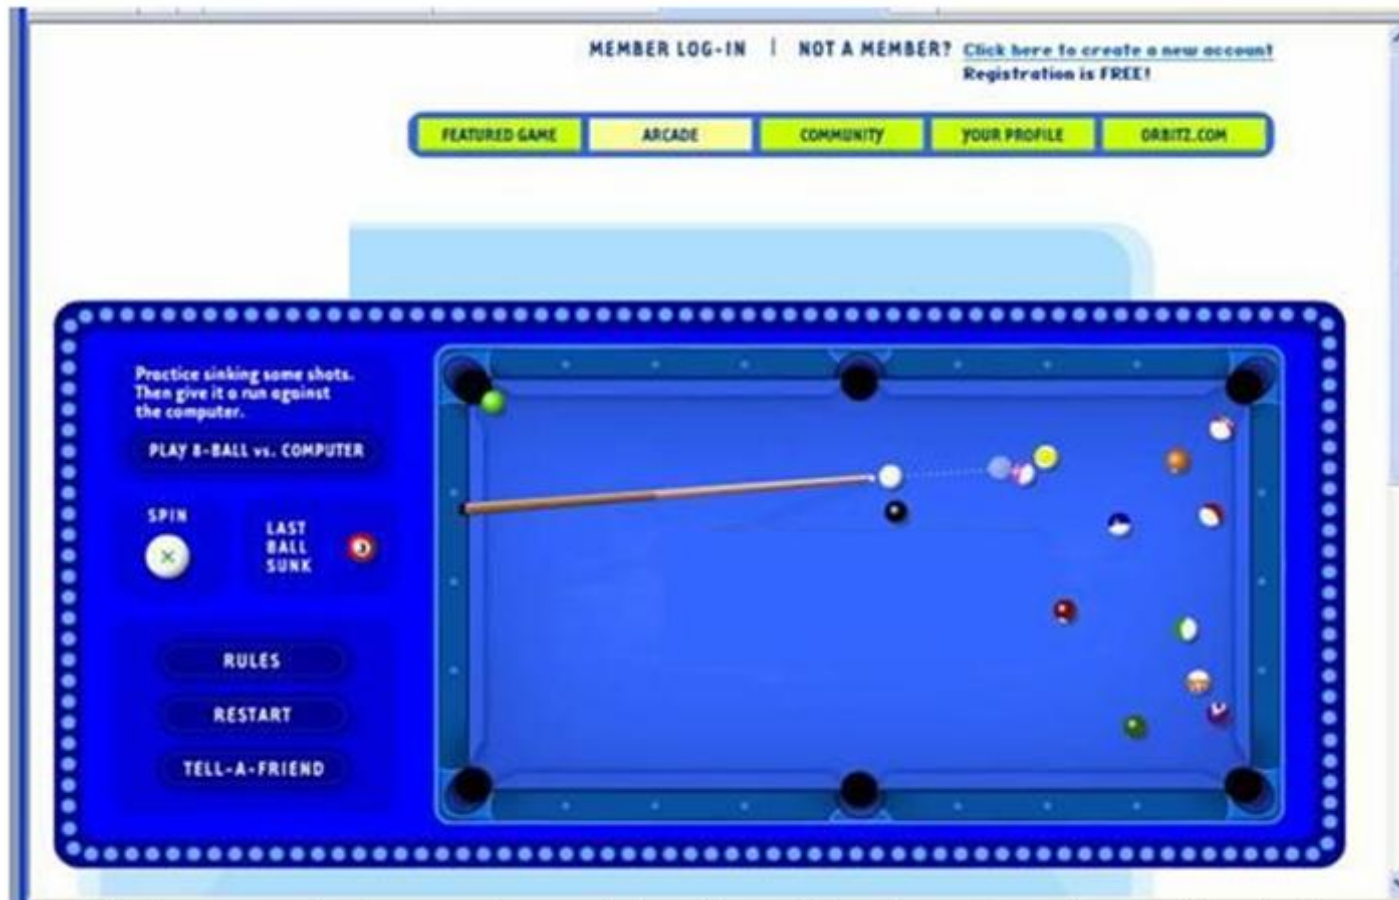 MEMBER LOG-IN | NOT A MEMBER? Click here to create a new account
Registration is FREE!
FEATURED GAME ARCADE COMMUNITY YOUR PROFILE ORBITZ.COM
Practice sinking some shots.
Then give it a run against
the computer.
PLAY 8-BALL vs. COMPUTER
SPIN
LAST
BALL
SUNK
3
RULES
RESTART
TELL-A-FRIEND